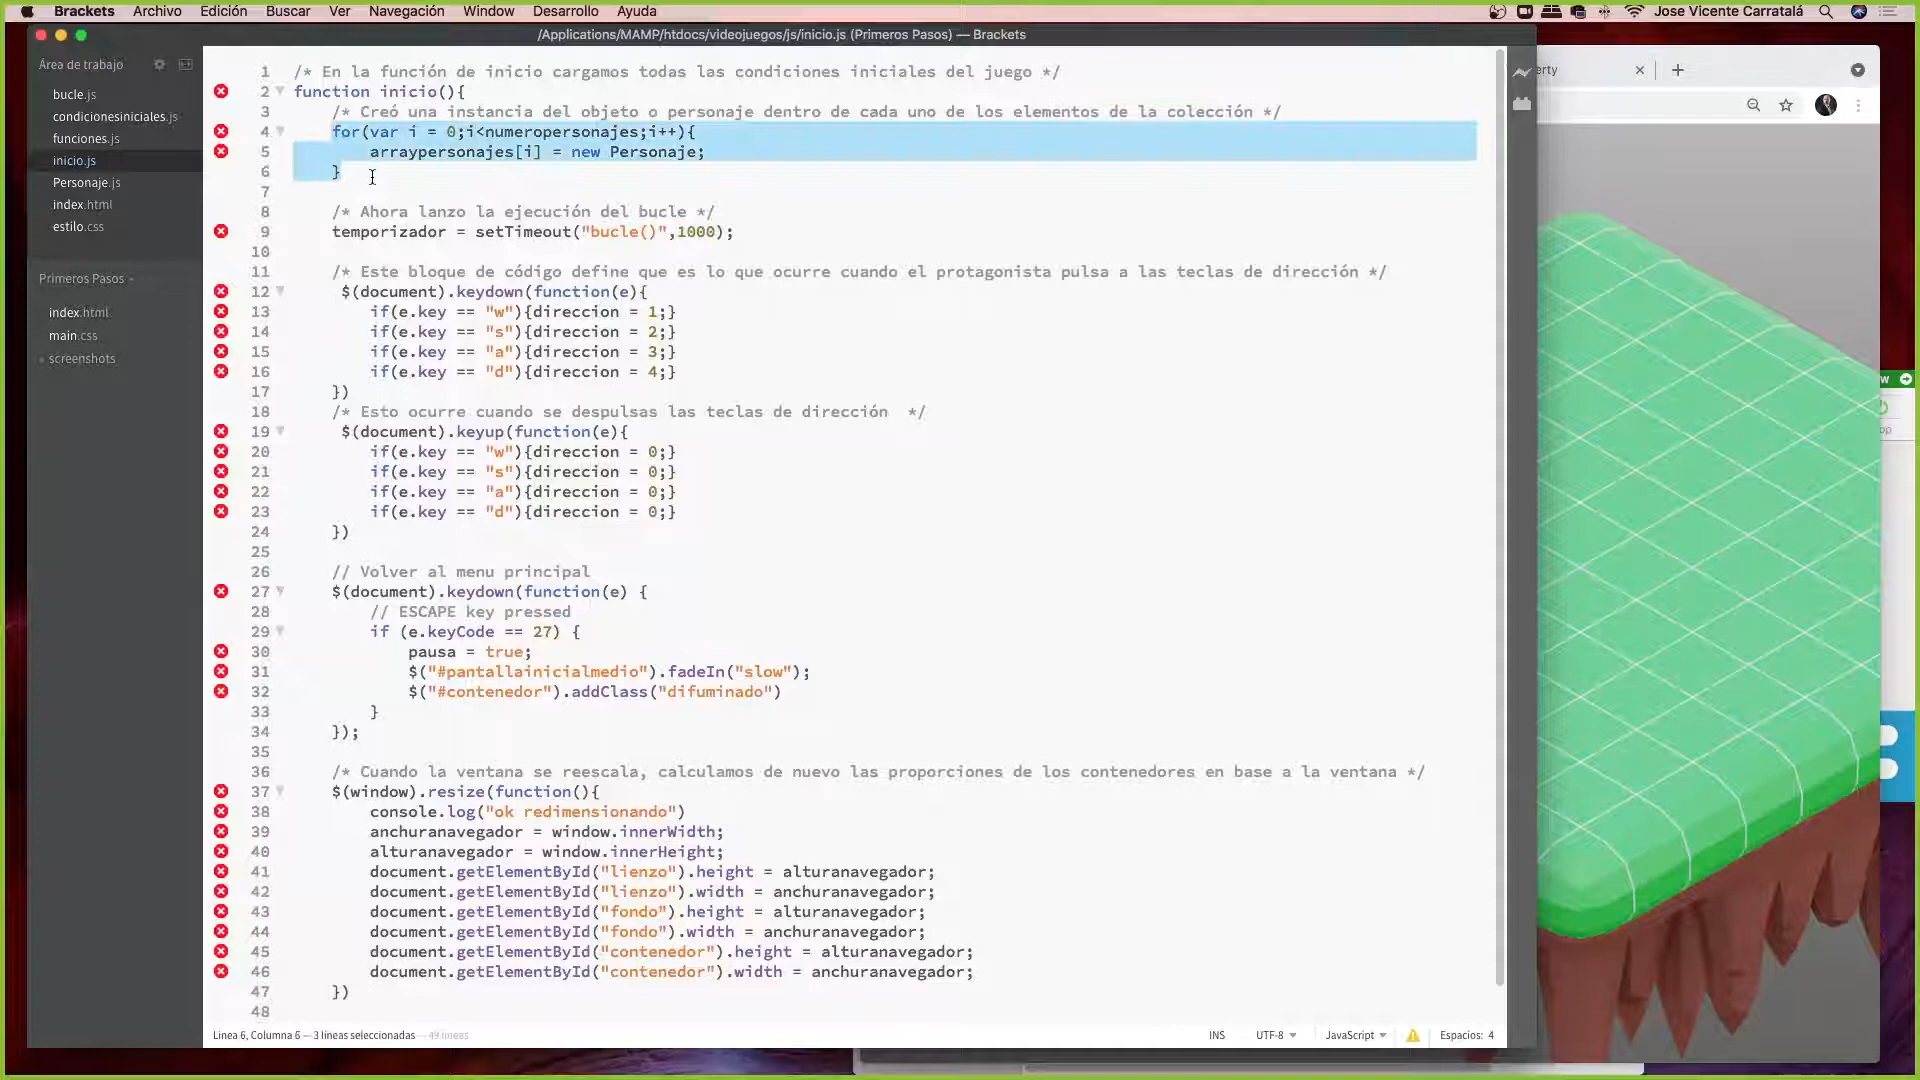 Brackets Archivo Edición Buscar Ver Navegación Window Desarrollo Ayuda Jose Vicente Carratalá
/Applications/MAMP/htdocs/videojuegos/js/inicio.js (Primeros Pasos) — Brackets
Área de trabajo
bucle.js
condicionesiniciales.js
funciones.js
inicio.js
Personaje.js
index.html
estilo.css
Primeros Pasos
index.html
main.css
screenshots
1 /* En la función de inicio cargamos todas las condiciones iniciales del juego */
2 function inicio(){
3 /* Creó una instancia del objeto o personaje dentro de cada uno de los elementos de la colección */
4 for(var i = 0;i<numeropersonajes;i++){
5 arraypersonajes[i] = new Personaje;
6 }
7
8 /* Ahora lanzo la ejecución del bucle */
9 temporizador = setTimeout("bucle()",1000);
10
11 /* Este bloque de código define que es lo que ocurre cuando el protagonista pulsa a las teclas de dirección */
12 $(document).keydown(function(e){
13 if(e.key == "w"){direccion = 1;}
14 if(e.key == "s"){direccion = 2;}
15 if(e.key == "a"){direccion = 3;}
16 if(e.key == "d"){direccion = 4;}
17 })
18 /* Esto ocurre cuando se despulsas las teclas de dirección */
19 $(document).keyup(function(e){
20 if(e.key == "w"){direccion = 0;}
21 if(e.key == "s"){direccion = 0;}
22 if(e.key == "a"){direccion = 0;}
23 if(e.key == "d"){direccion = 0;}
24 })
25
26 // Volver al menu principal
27 $(document).keydown(function(e) {
28 // ESCAPE key pressed
29 if (e.keyCode == 27) {
30 pausa = true;
31 $("#pantallainicialmedio").fadeIn("slow");
32 $("#contenedor").addClass("difuminado")
33 }
34 });
35
36 /* Cuando la ventana se reescala, calculamos de nuevo las proporciones de los contenedores en base a la ventana */
37 $(window).resize(function(){
38 console.log("ok redimensionando")
39 anchuranavegador = window.innerWidth;
40 alturanavegador = window.innerHeight;
41 document.getElementById("lienzo").height = alturanavegador;
42 document.getElementById("lienzo").width = anchuranavegador;
43 document.getElementById("fondo").height = alturanavegador;
44 document.getElementById("fondo").width = anchuranavegador;
45 document.getElementById("contenedor").height = alturanavegador;
46 document.getElementById("contenedor").width = anchuranavegador;
47 })
48
Línea 6, Columna 6 — 3 líneas seleccionadas — 49 líneas
INS UTF-8 JavaScript Espacios: 4
erty
w
op